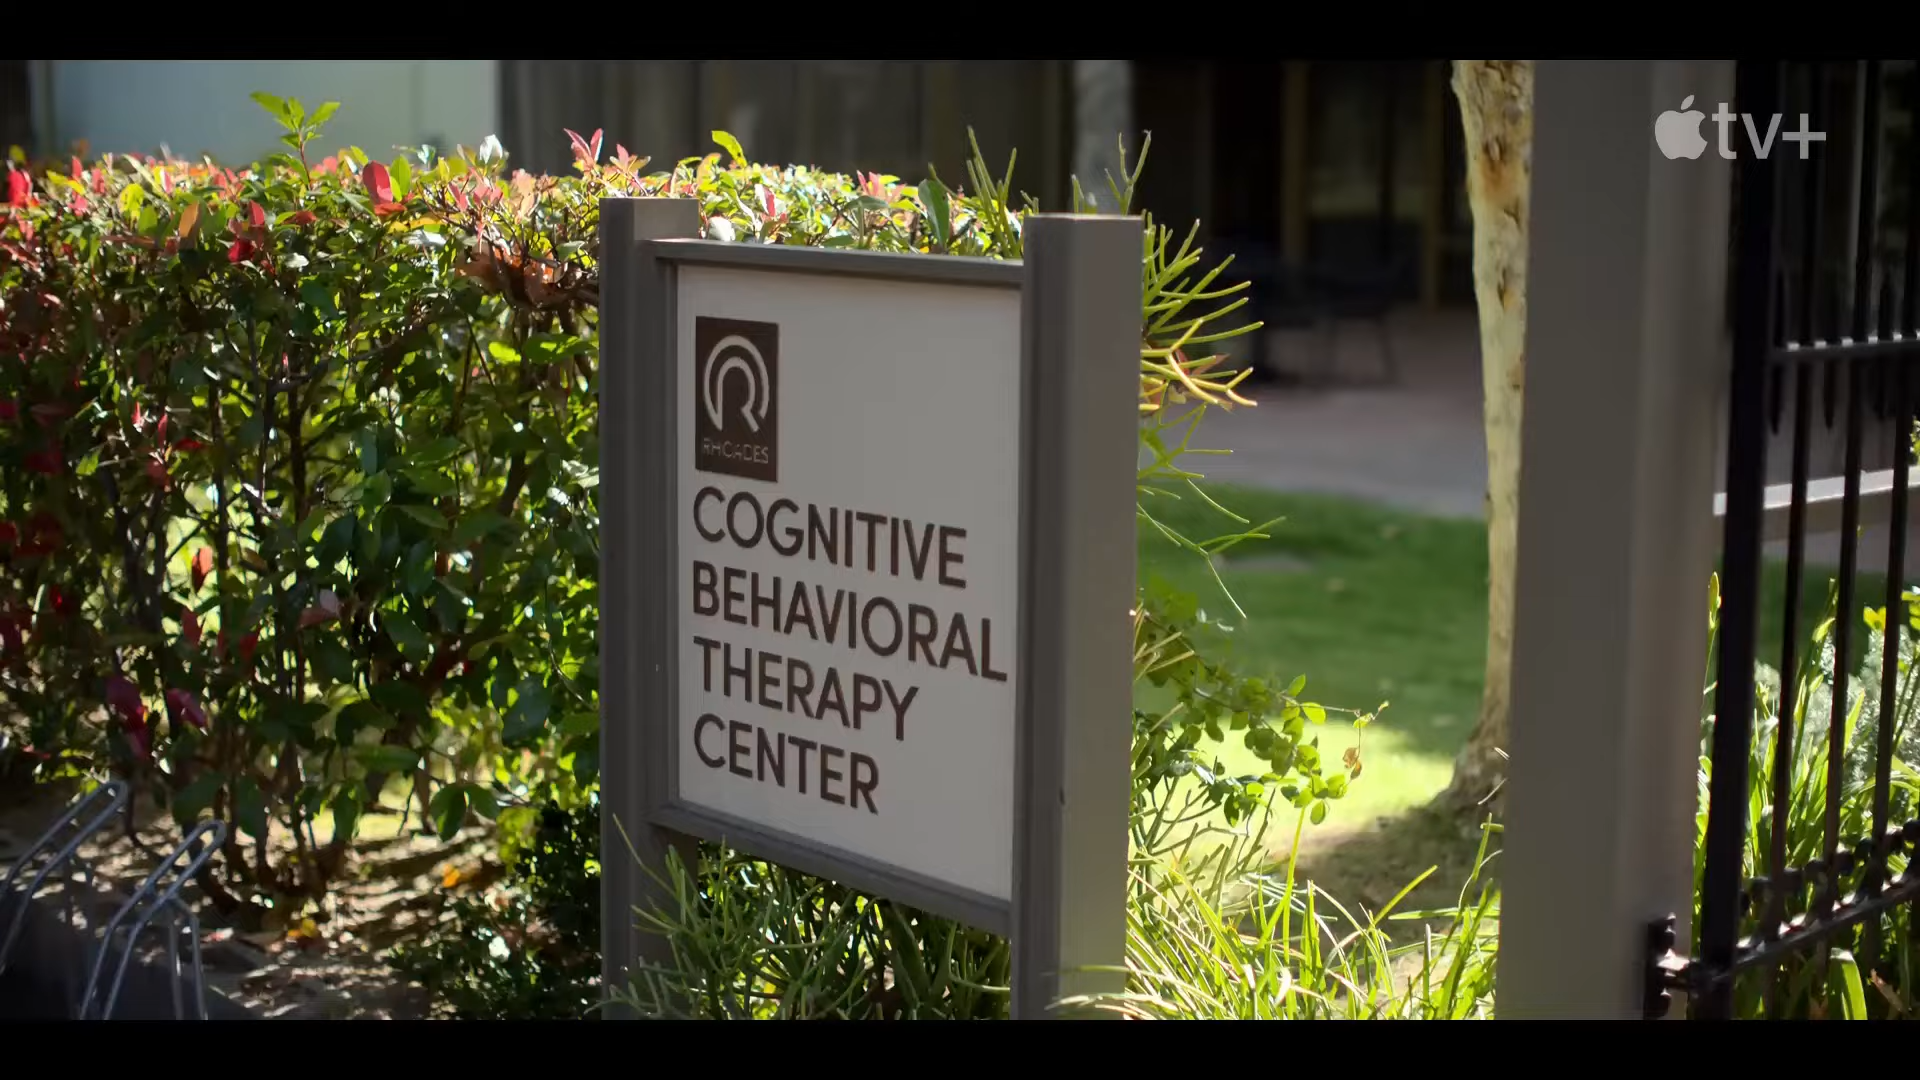 tv+
RHOADES
COGNITIVE
BEHAVIORAL
THERAPY
CENTER